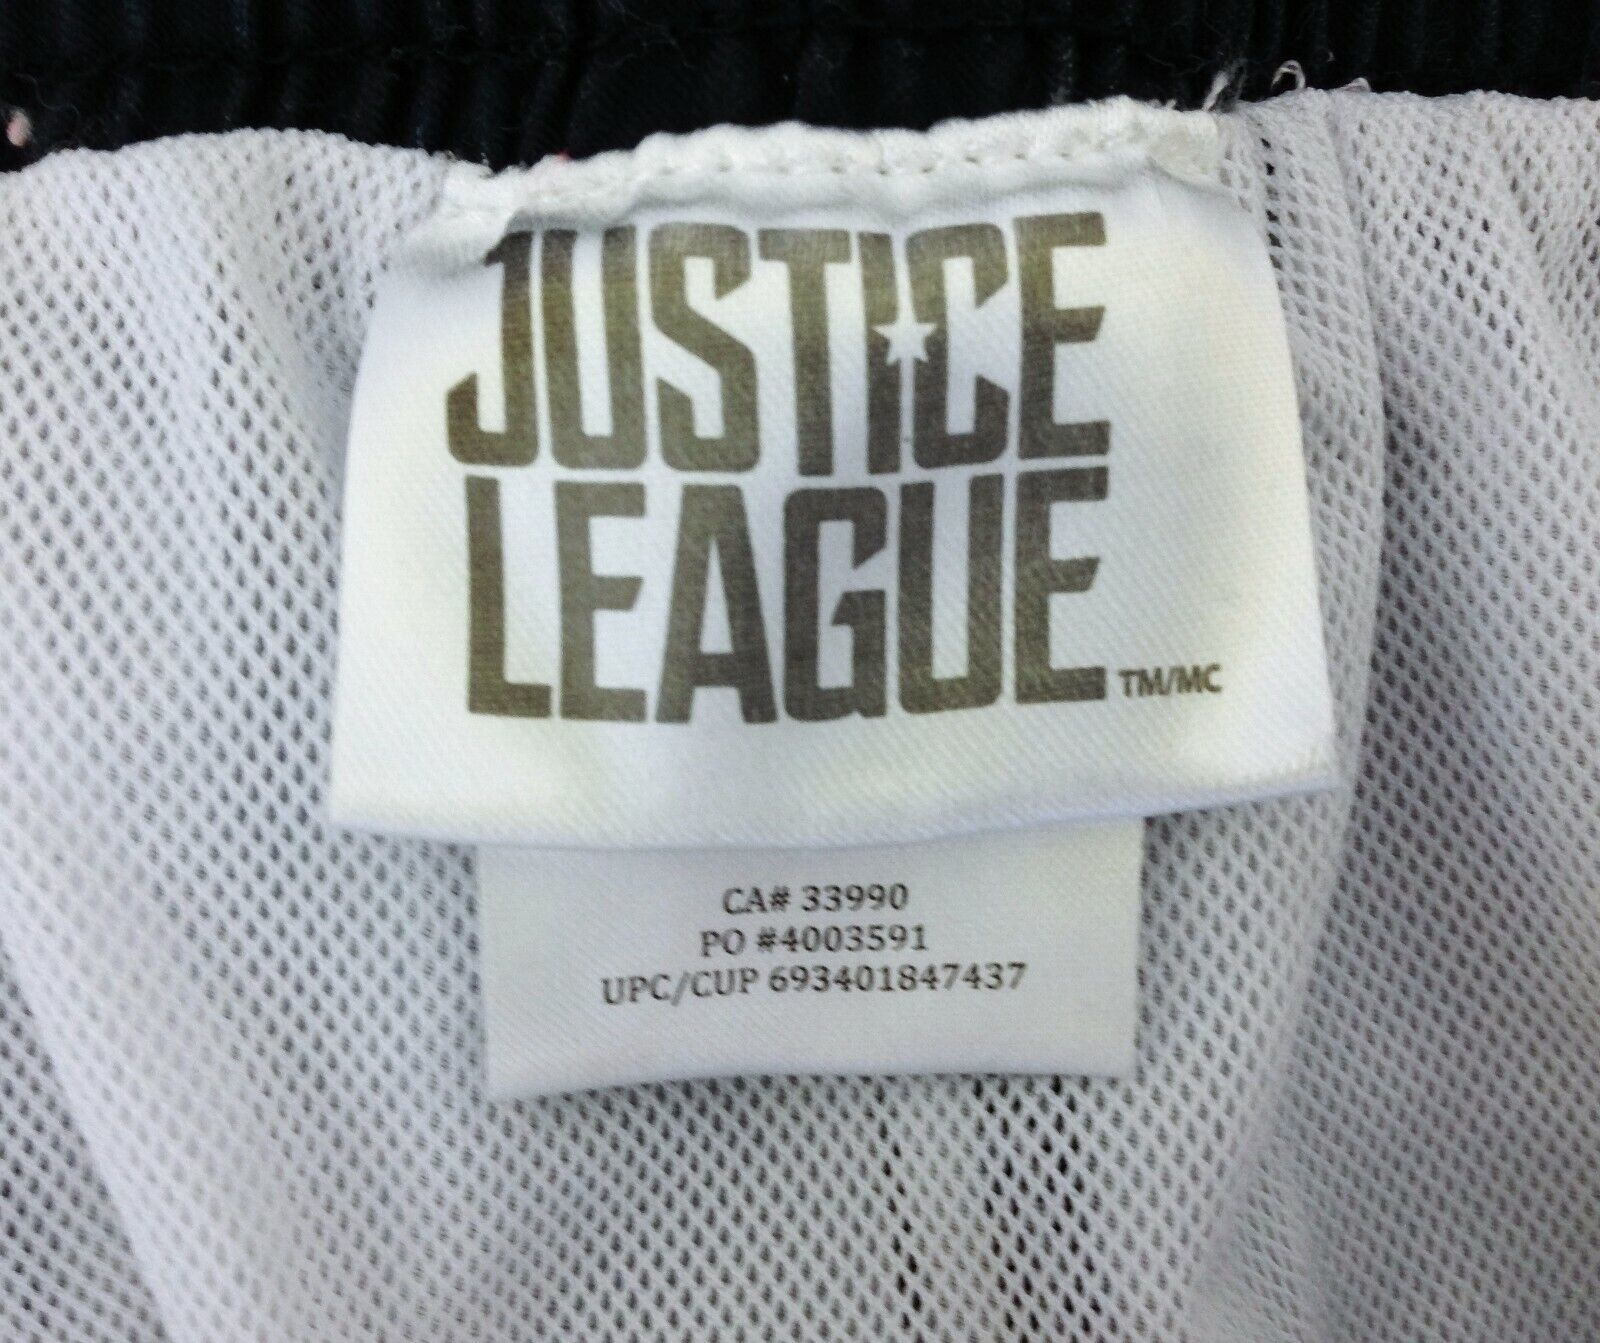 JUSTICE
LEAGUE TM/MC
CA# 33990
PO #4003591
UPC/CUP 693401847437